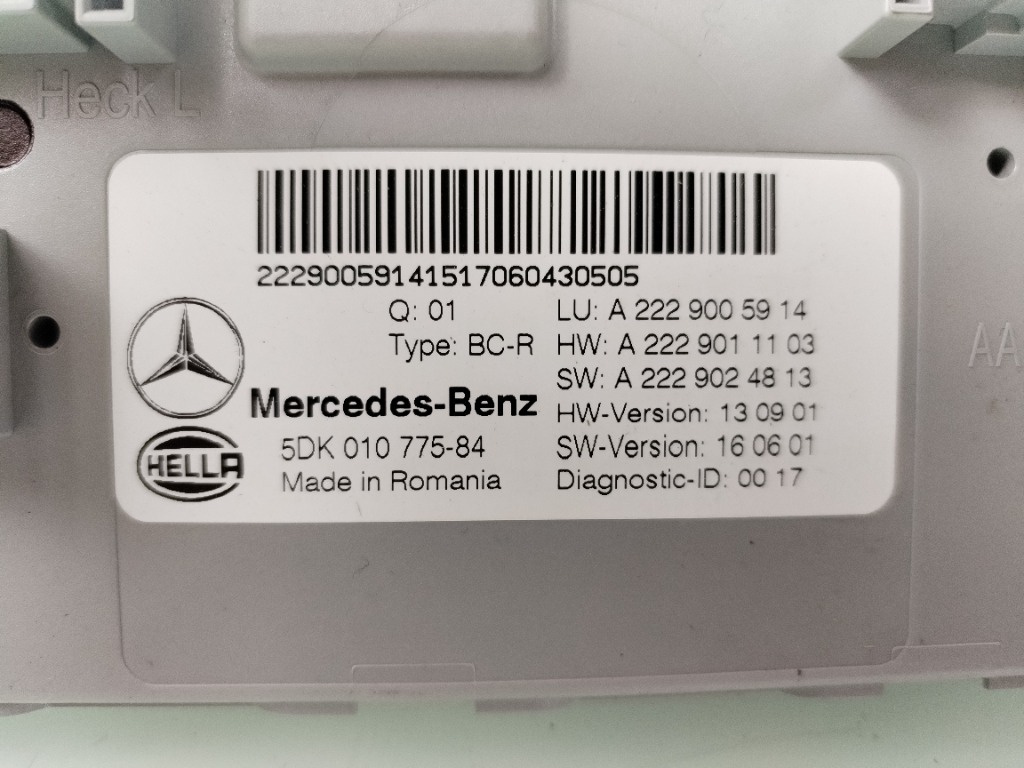 Heck L
22290059141517060430505
Q: 01
LU: A 222 900 59 14
Type: BC-R
HW: A 222 901 11 03
SW: A 222 902 48 13
Mercedes-Benz
HW-Version: 13 09 01
5DK 010 775-84
SW-Version: 16 06 01
HELLA
Made in Romania
Diagnostic-ID: 00 17
AA